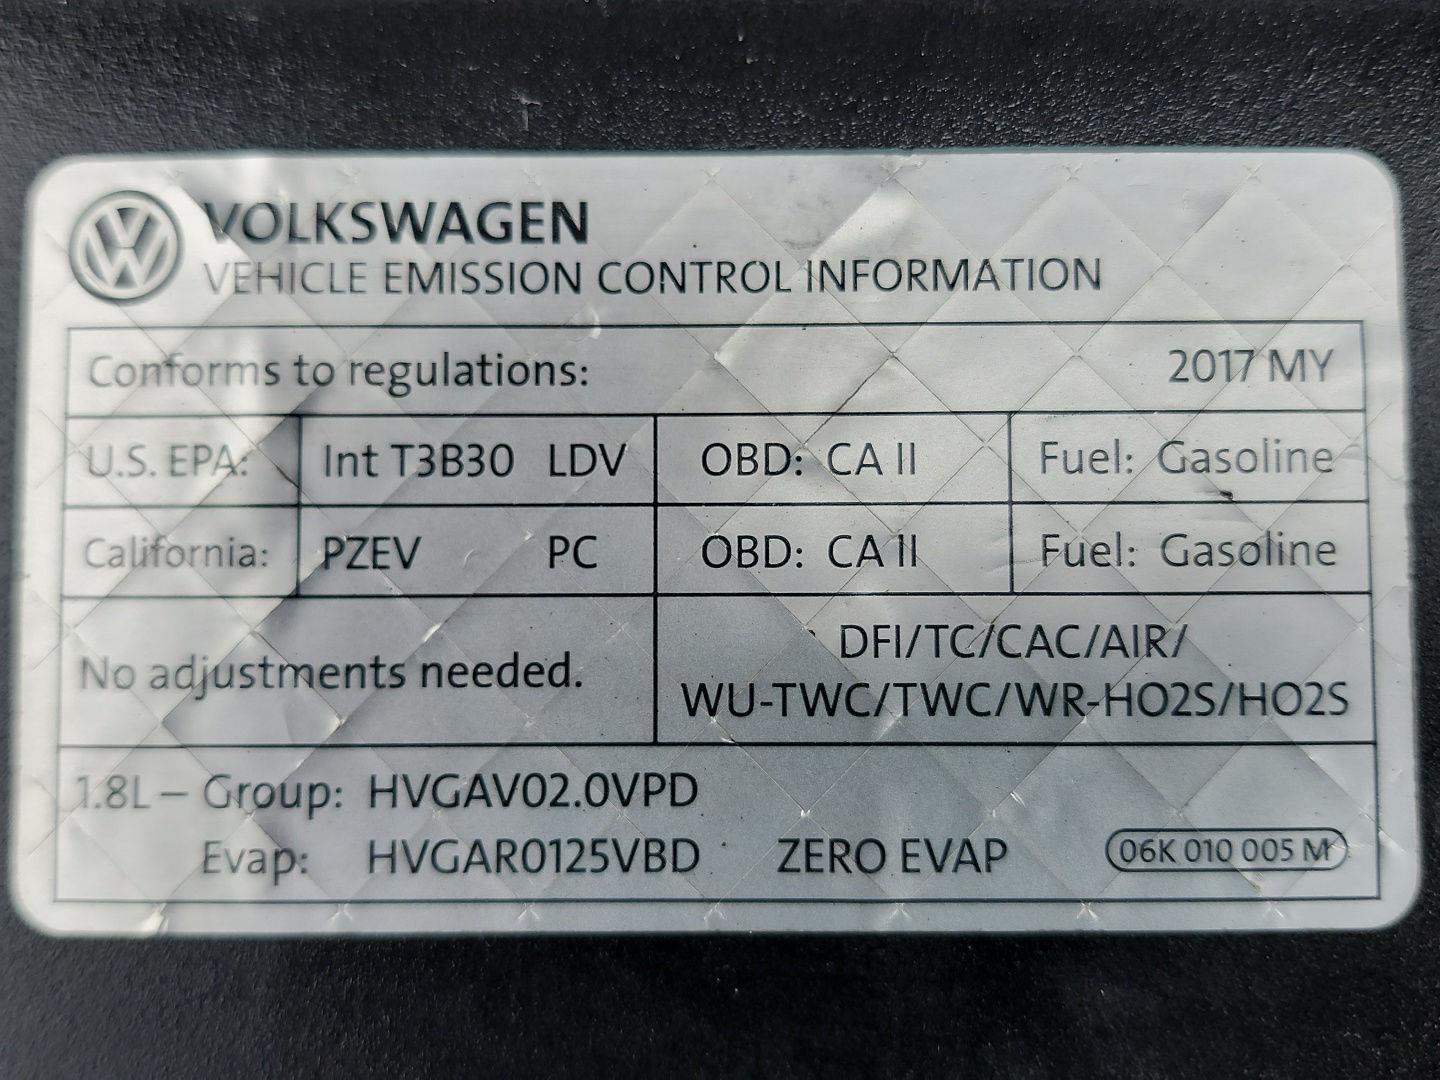 VOLKSWAGEN
VEHICLE EMISSION CONTROL INFORMATION
Conforms to regulations: 2017 MY
U.S. EPA: Int T3B30 LDV OBD: CA II Fuel: Gasoline
California: PZEV PC OBD: CA II Fuel: Gasoline
No adjustments needed.
DFI/TC/CAC/AIR/
WU-TWC/TWC/WR-HO2S/HO2S
1.8L – Group: HVGAV02.0VPD
Evap: HVGAR0125VBD ZERO EVAP 06K 010 005 M